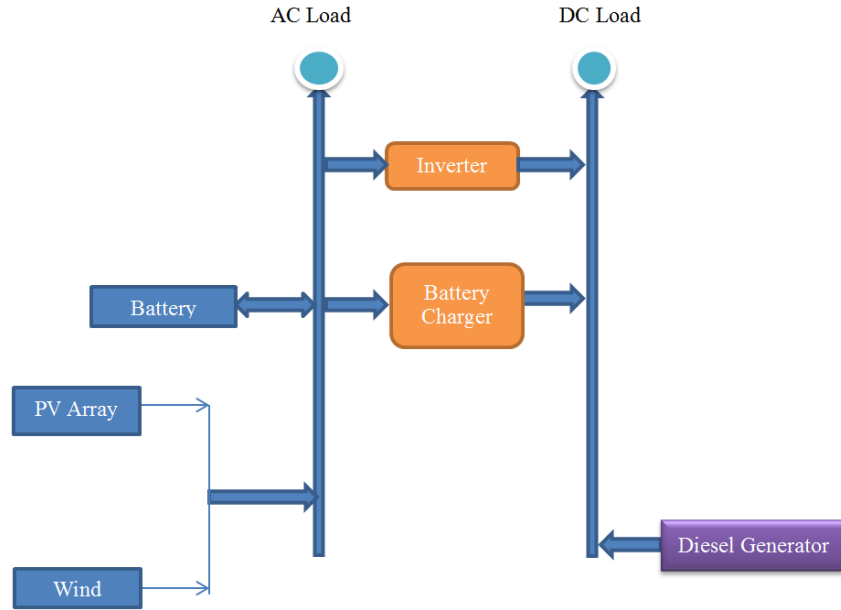 AC Load
DC Load
Inverter
Battery
Battery
Charger
PV Array
Diesel Generator
Wind